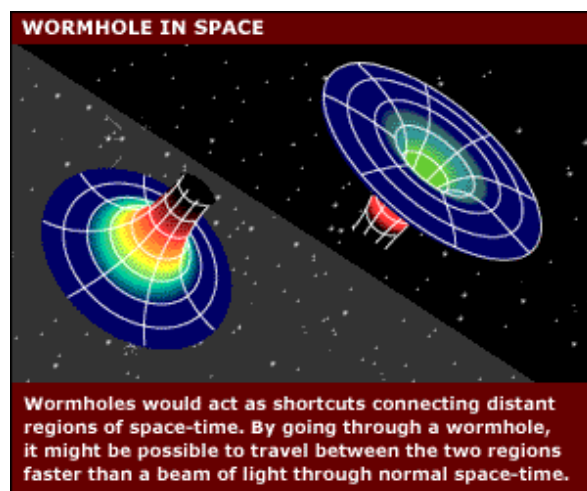 WORMHOLE IN SPACE
Wormholes would act as shortcuts connecting distant
regions of space-time. By going through a wormhole,
it might be possible to travel between the two regions
faster than a beam of light through normal space-time.